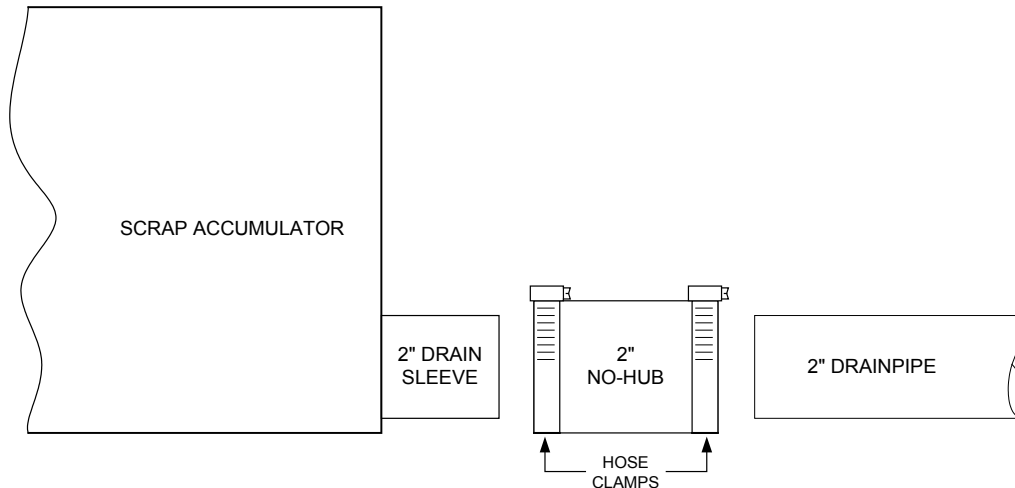 SCRAP ACCUMULATOR
2" DRAIN
SLEEVE
2"
NO-HUB
2" DRAINPIPE
HOSE
CLAMPS